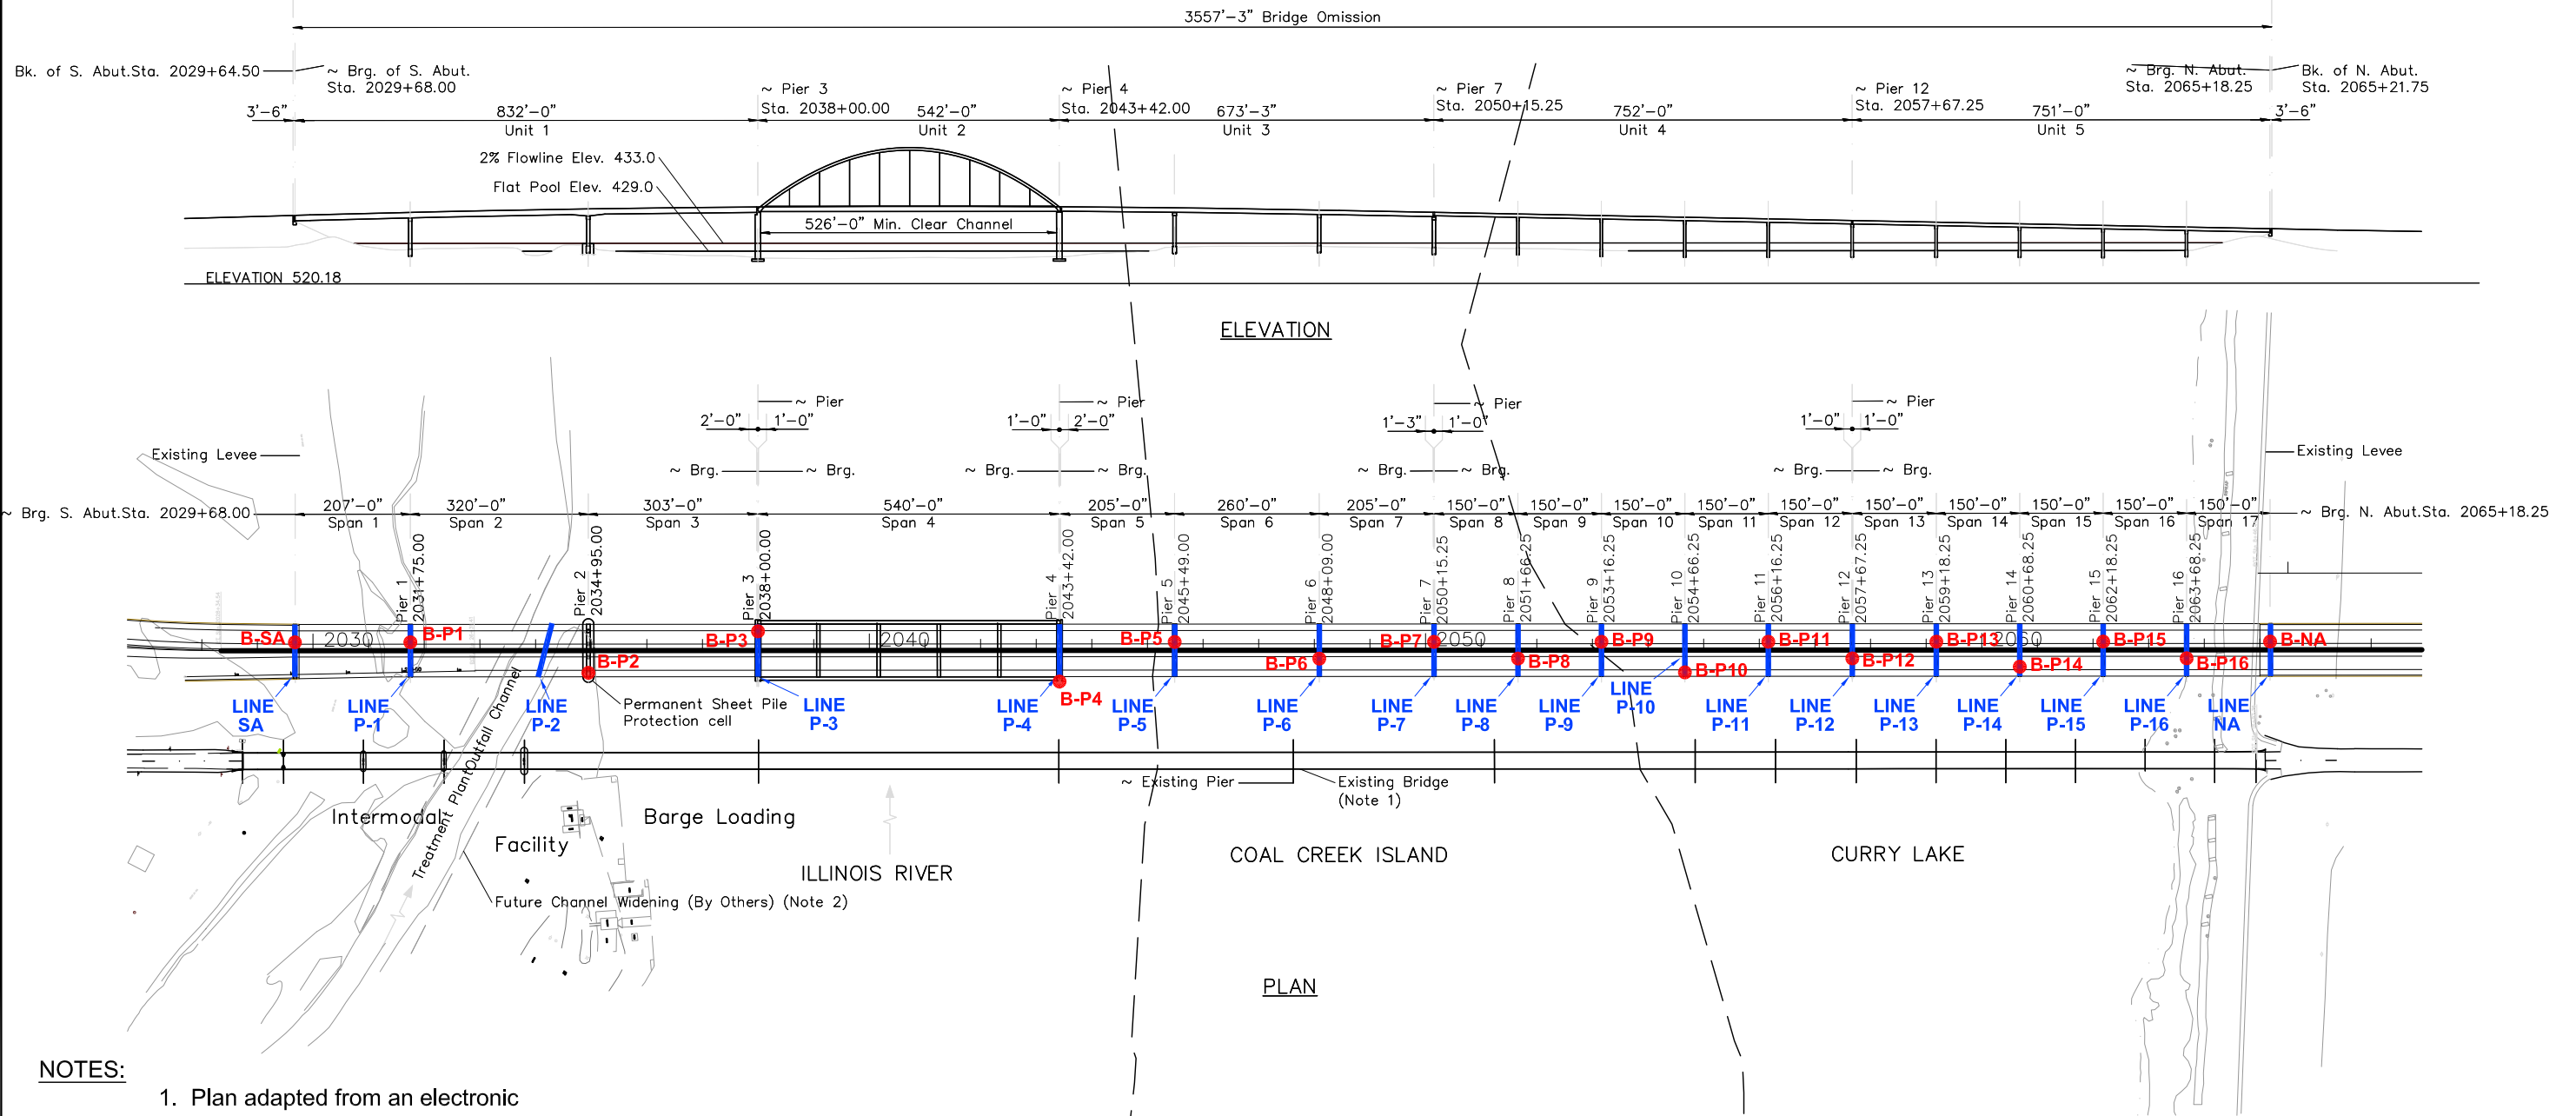 3557'-3" Bridge Omission
Bk. of S. Abut.Sta. 2029+64.50
~ Brg. of S. Abut.
Sta. 2029+68.00
~ Pier 3
Sta. 2038+00.00
~ Pier 4
Sta. 2043+42.00
~ Pier 7
Sta. 2050+15.25
~ Pier 12
Sta. 2057+67.25
~ Brg. N. Abut.
Sta. 2065+18.25
Bk. of N. Abut.
Sta. 2065+21.75
3'-6" 832'-0" 542'-0" 673'-3" 752'-0" 751'-0" 3'-6"
Unit 1 Unit 2 Unit 3 Unit 4 Unit 5
2% Flowline Elev. 433.0
Flat Pool Elev. 429.0
526'-0" Min. Clear Channel
ELEVATION 520.18
ELEVATION
~ Pier ~ Pier ~ Pier ~ Pier
2'-0" 1'-0" 1'-0" 2'-0" 1'-3" 1'-0" 1'-0" 1'-0"
Existing Levee
Existing Levee
~ Brg. ~ Brg. ~ Brg. ~ Brg. ~ Brg. ~ Brg. ~ Brg. ~ Brg.
~ Brg. S. Abut.Sta. 2029+68.00
207'-0" 320'-0" 303'-0" 540'-0" 205'-0" 260'-0" 205'-0" 150'-0" 150'-0" 150'-0" 150'-0" 150'-0" 150'-0" 150'-0" 150'-0" 150'-0" 150'-0"
Span 1 Span 2 Span 3 Span 4 Span 5 Span 6 Span 7 Span 8 Span 9 Span 10 Span 11 Span 12 Span 13 Span 14 Span 15 Span 16 Span 17
~ Brg. N. Abut.Sta. 2065+18.25
Pier 1
2031+75.00
Pier 2
2034+95.00
Pier 3
2038+00.00
Pier 4
2043+42.00
Pier 5
2045+49.00
Pier 6
2048+09.00
Pier 7
2050+15.25
Pier 8
2051+66.25
Pier 9
2053+16.25
Pier 10
2054+66.25
Pier 11
2056+16.25
Pier 12
2057+67.25
Pier 13
2059+18.25
Pier 14
2060+68.25
Pier 15
2062+18.25
Pier 16
2063+68.25
B-SA 2030 B-P1 B-P2 B-P3 2040 B-P4 B-P5 B-P6 B-P7 2050 B-P8 B-P9 B-P10 B-P11 B-P12 B-P13 2060 B-P14 B-P15 B-P16 B-NA
LINE
SA
LINE
P-1
LINE
P-2
LINE
P-3
LINE
P-4
LINE
P-5
LINE
P-6
LINE
P-7
LINE
P-8
LINE
P-9
LINE
P-10
LINE
P-11
LINE
P-12
LINE
P-13
LINE
P-14
LINE
P-15
LINE
P-16
LINE
NA
Permanent Sheet Pile
Protection cell
Treatment PlantOutfall Channel
~ Existing Pier
Existing Bridge
(Note 1)
Intermodal
Barge Loading
Facility
ILLINOIS RIVER
COAL CREEK ISLAND
CURRY LAKE
Future Channel Widening (By Others) (Note 2)
PLAN
NOTES:
1. Plan adapted from an electronic